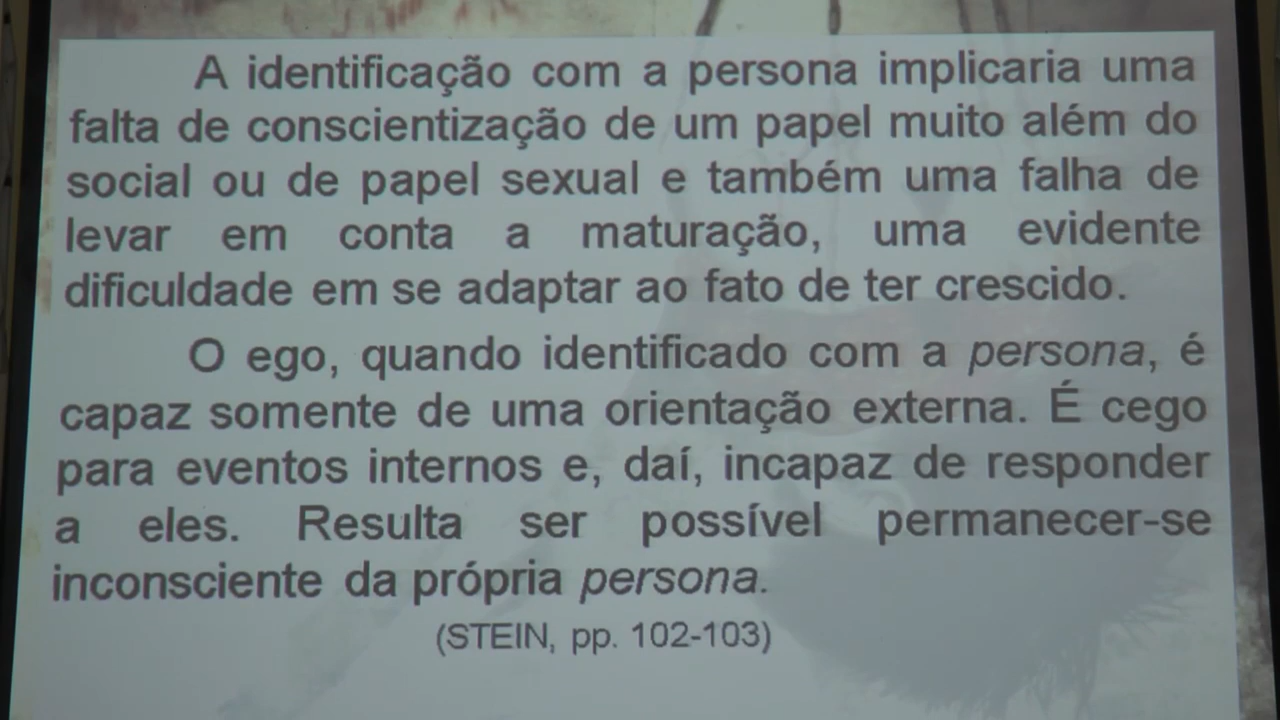 A identificação com a persona implicaria uma
falta de conscientização de um papel muito além do
social ou de papel sexual e também uma falha de
levar em conta a maturação, uma evidente
dificuldade em se adaptar ao fato de ter crescido.
O ego, quando identificado com a persona, é
capaz somente de uma orientação externa. É cego
para eventos internos e, daí, incapaz de responder
a eles. Resulta ser possível permanecer-se
inconsciente da própria persona.
(STEIN, pp. 102-103)